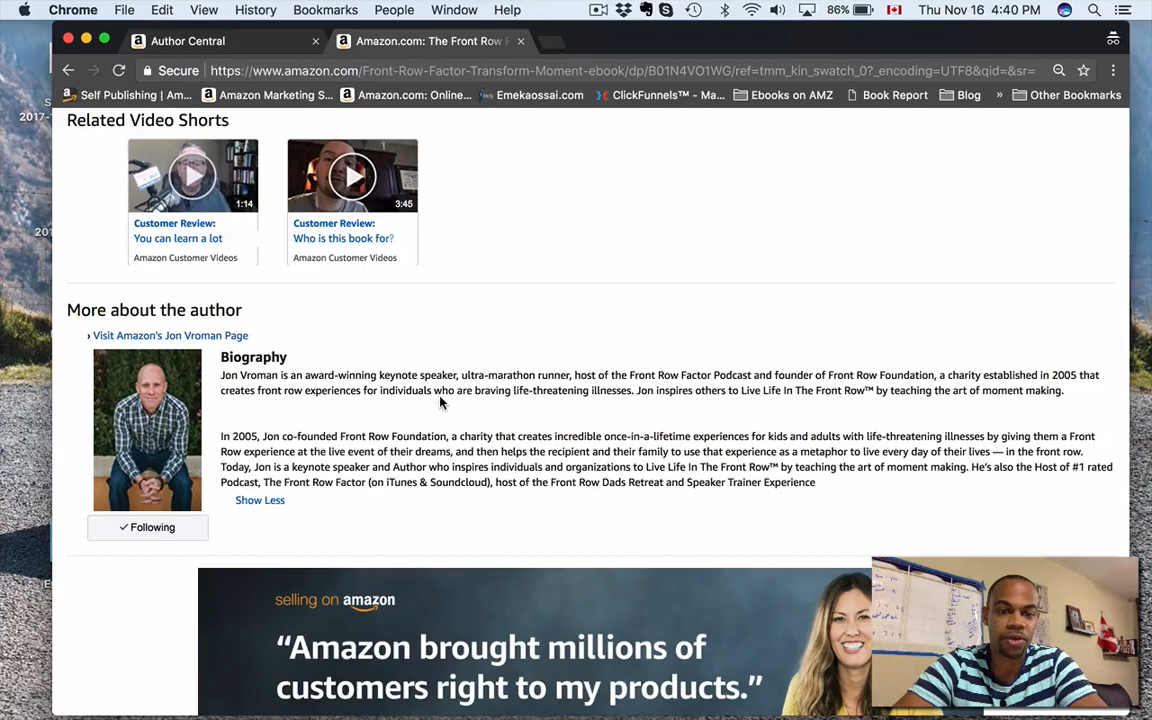 Chrome File Edit View History Bookmarks People Window Help 86% Thu Nov 16 4:40 PM
Author Central
Amazon.com: The Front Row F
Secure https://www.amazon.com/Front-Row-Factor-Transform-Moment-ebook/dp/B01N4VO1WG/ref=tmm_kin_swatch_0?_encoding=UTF8&qid=&sr=
Self Publishing | Am... Amazon Marketing S... Amazon.com: Online... Emekaossai.com ClickFunnels™ - Ma... Ebooks on AMZ Book Report Blog » Other Bookmarks
Related Video Shorts
1:14
3:45
Customer Review:
You can learn a lot
Amazon Customer Videos
Customer Review:
Who is this book for?
Amazon Customer Videos
More about the author
› Visit Amazon's Jon Vroman Page
Biography
Jon Vroman is an award-winning keynote speaker, ultra-marathon runner, host of the Front Row Factor Podcast and founder of Front Row Foundation, a charity established in 2005 that
creates front row experiences for individuals who are braving life-threatening illnesses. Jon inspires others to Live Life In The Front Row™ by teaching the art of moment making.
In 2005, Jon co-founded Front Row Foundation, a charity that creates incredible once-in-a-lifetime experiences for kids and adults with life-threatening illnesses by giving them a Front
Row experience at the live event of their dreams, and then helps the recipient and their family to use that experience as a metaphor to live every day of their lives — in the front row.
Today, Jon is a keynote speaker and Author who inspires individuals and organizations to Live Life In The Front Row™ by teaching the art of moment making. He's also the Host of #1 rated
Podcast, The Front Row Factor (on iTunes & Soundcloud), host of the Front Row Dads Retreat and Speaker Trainer Experience
Show Less
✓ Following
selling on amazon
“Amazon brought millions of
customers right to my products.”